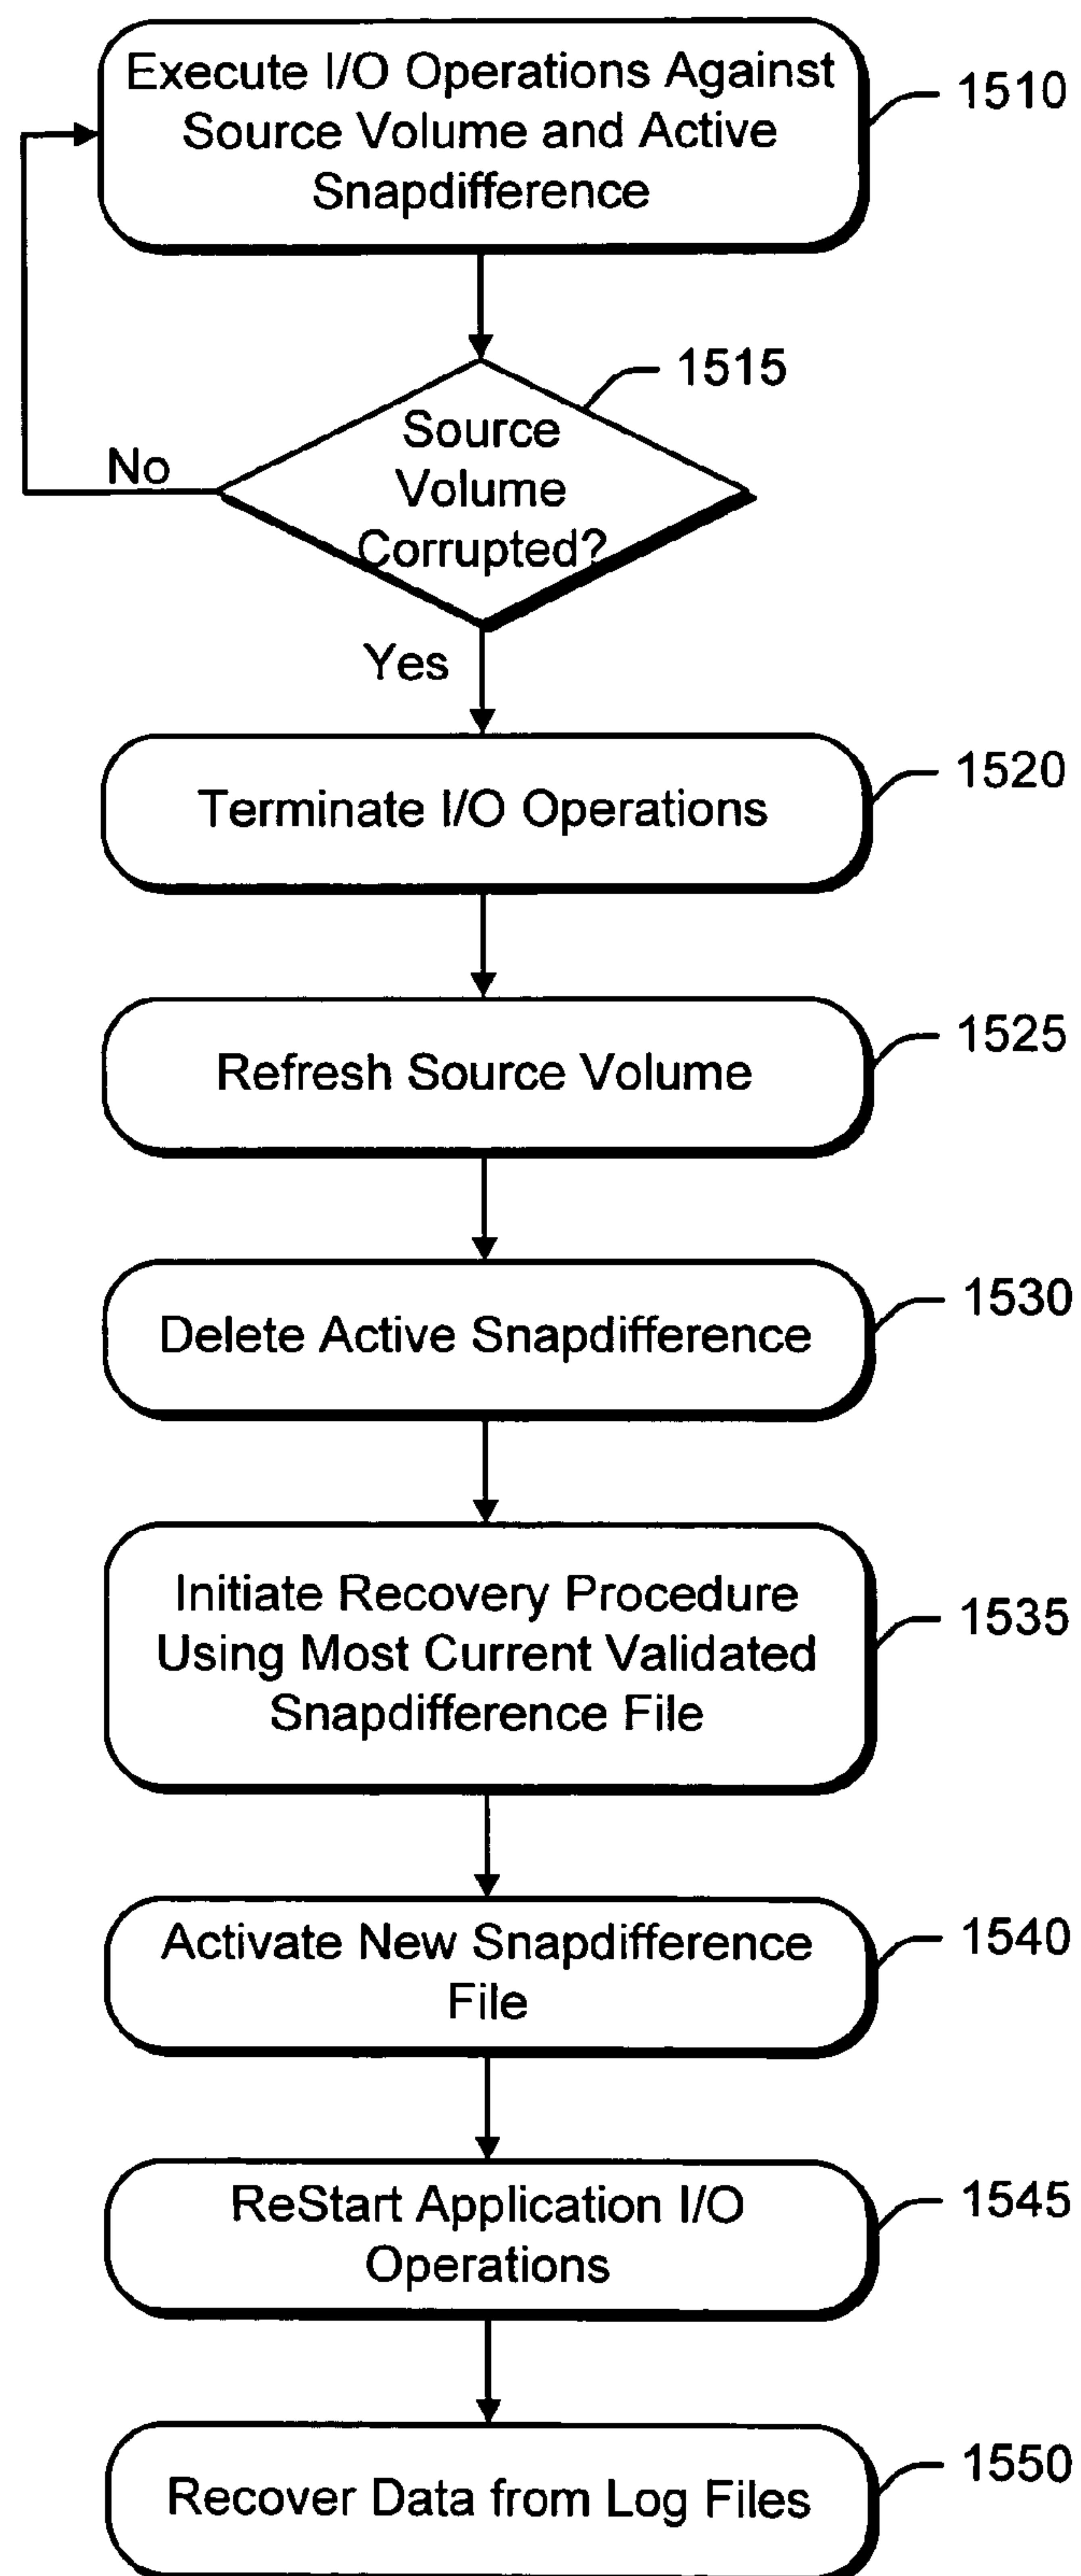 Execute I/O Operations Against
Source Volume and Active
Snapdifference
1510
1515
Source
Volume
Corrupted?
No
Yes
Terminate I/O Operations
1520
Refresh Source Volume
1525
Delete Active Snapdifference
1530
Initiate Recovery Procedure
Using Most Current Validated
Snapdifference File
1535
Activate New Snapdifference
File
1540
ReStart Application I/O
Operations
1545
Recover Data from Log Files
1550